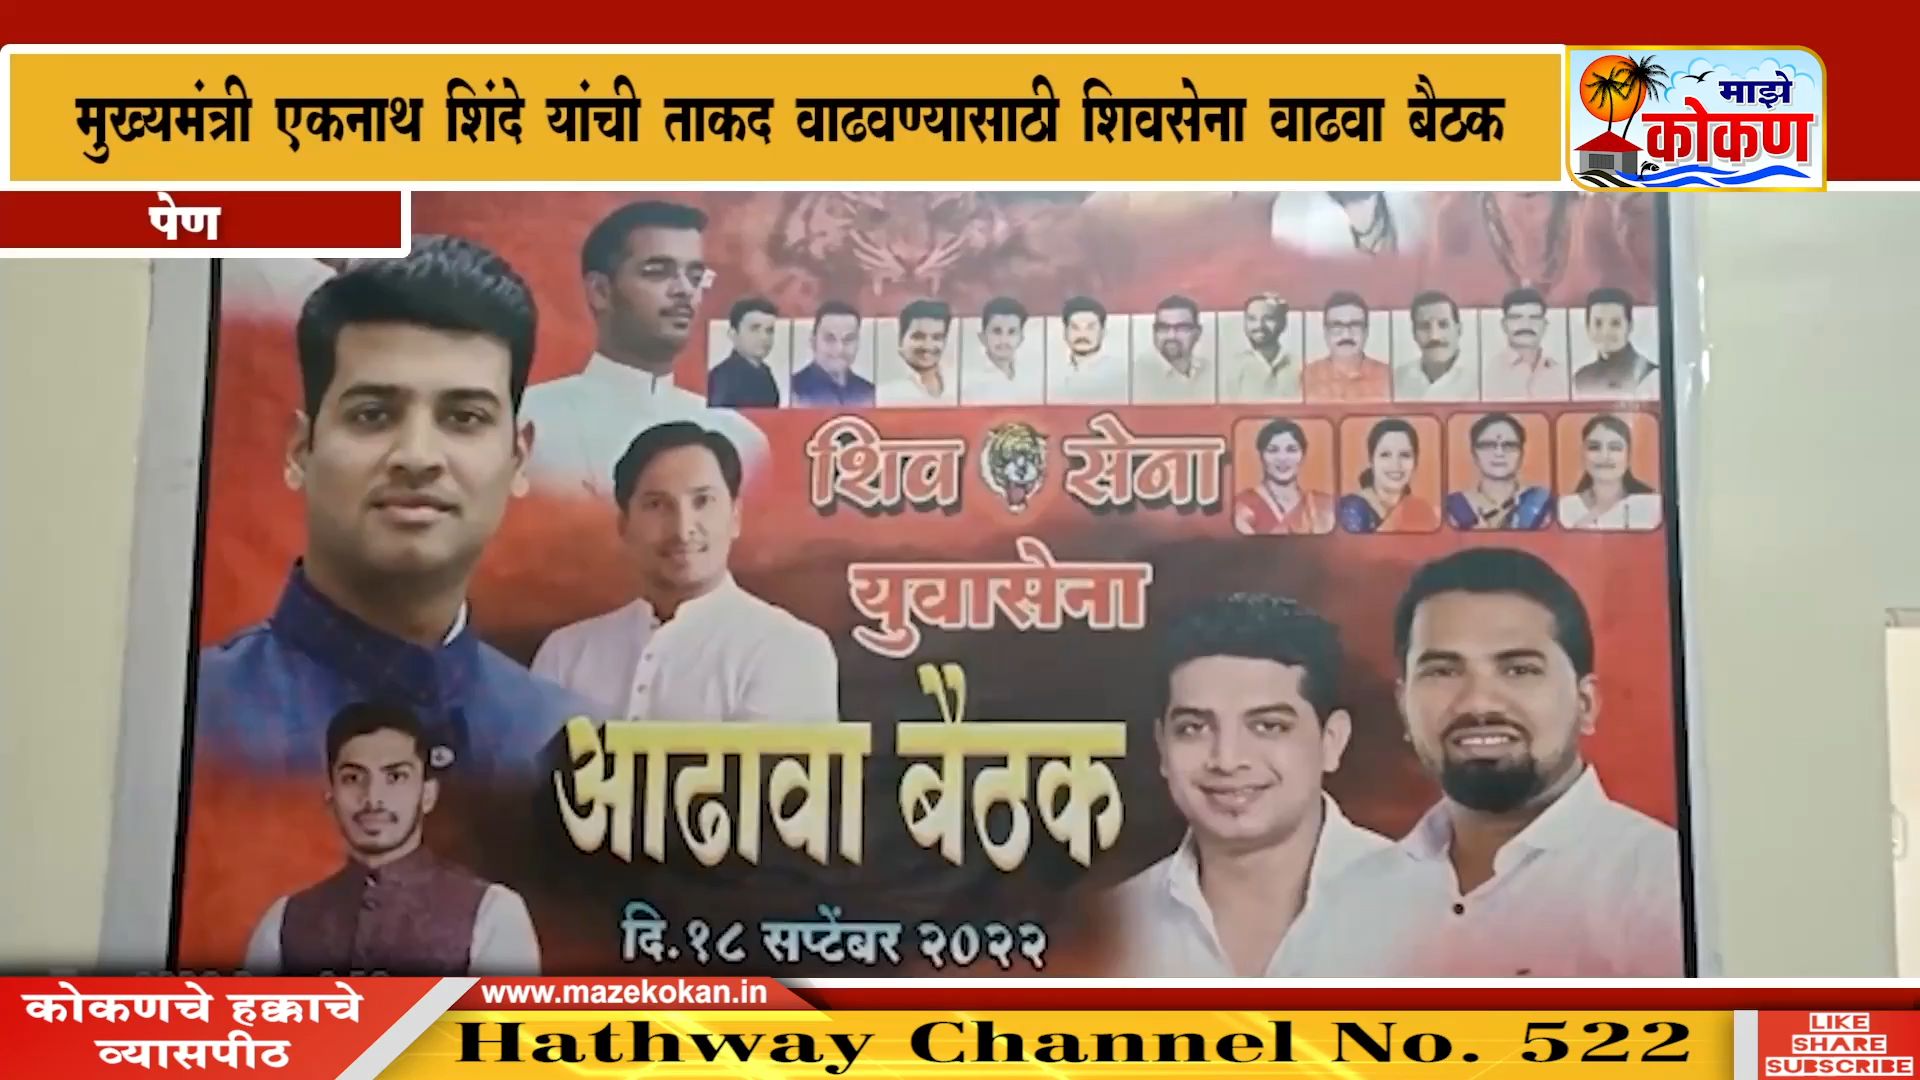 मुख्यमंत्री एकनाथ शिंदे यांची ताकद वाढवण्यासाठी शिवसेना वाढवा बैठक
माझे
कोकण
पेण
शिव सेना
युवासेना
आढावा बैठक
दि.१८ सप्टेंबर २०२२
कोकणचे हक्काचे
व्यासपीठ
www.mazekokan.in
Hathway Channel No. 522
LIKE
SHARE
SUBSCRIBE